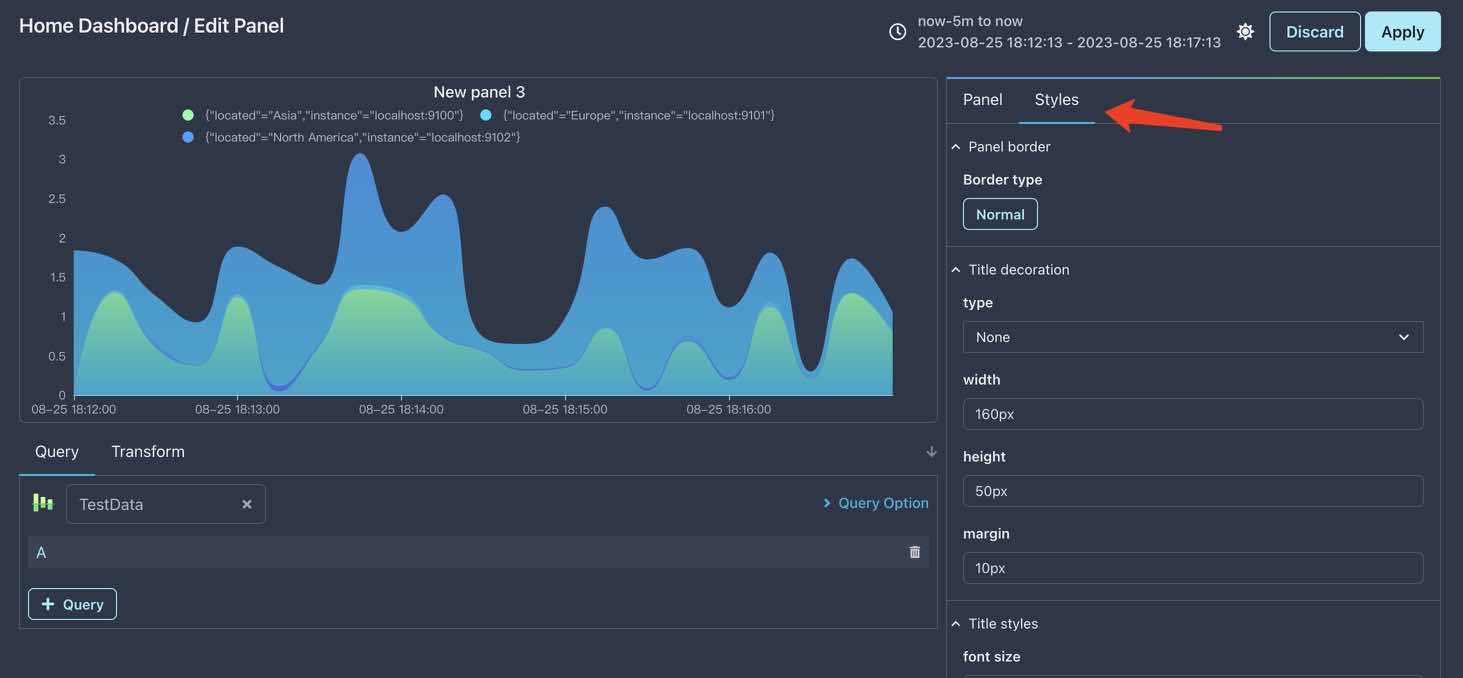 Home Dashboard / Edit Panel
now-5m to now
2023-08-25 18:12:13 - 2023-08-25 18:17:13
Discard
Apply
New panel 3
{"located"="Asia","instance"="localhost:9100"}
{"located"="Europe","instance"="localhost:9101"}
{"located"="North America","instance"="localhost:9102"}
3.5
3
2.5
2
1.5
1
0.5
0
08-25 18:12:00
08-25 18:13:00
08-25 18:14:00
08-25 18:15:00
08-25 18:16:00
Query
Transform
TestData
Query Option
A
+ Query
Panel
Styles
Panel border
Border type
Normal
Title decoration
type
None
width
160px
height
50px
margin
10px
Title styles
font size